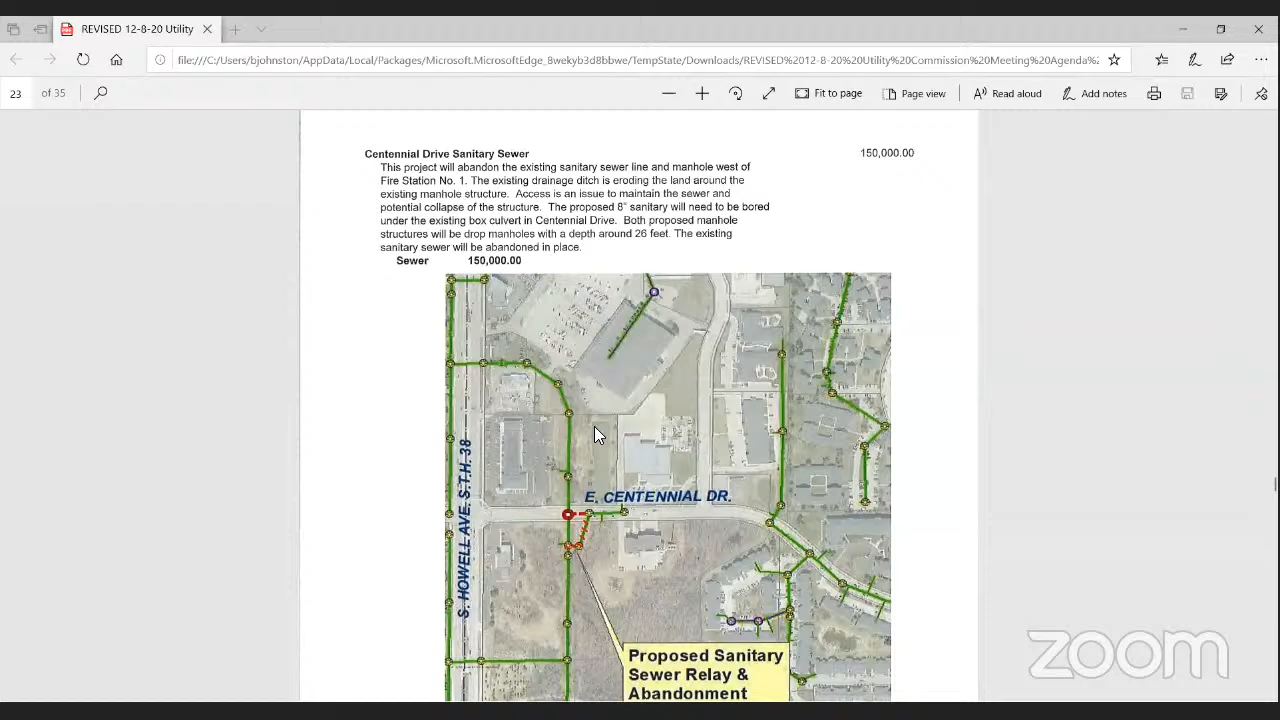 REVISED 12-8-20 Utility
file:///C:/Users/bjohnston/AppData/Local/Packages/Microsoft.MicrosoftEdge_8wekyb3d8bbwe/TempState/Downloads/REVISED%2012-8-20%20Utility%20Commission%20Meeting%20Agenda%
23 of 35
Fit to page
Page view
Read aloud
Add notes
Centennial Drive Sanitary Sewer 150,000.00
This project will abandon the existing sanitary sewer line and manhole west of
Fire Station No. 1. The existing drainage ditch is eroding the land around the
existing manhole structure. Access is an issue to maintain the sewer and
potential collapse of the structure. The proposed 8" sanitary will need to be bored
under the existing box culvert in Centennial Drive. Both proposed manhole
structures will be drop manholes with a depth around 26 feet. The existing
sanitary sewer will be abandoned in place.
Sewer 150,000.00
E. CENTENNIAL DR.
S. HOWELL AVE. S.T.H. 38
Proposed Sanitary
Sewer Relay &
Abandonment
zoom